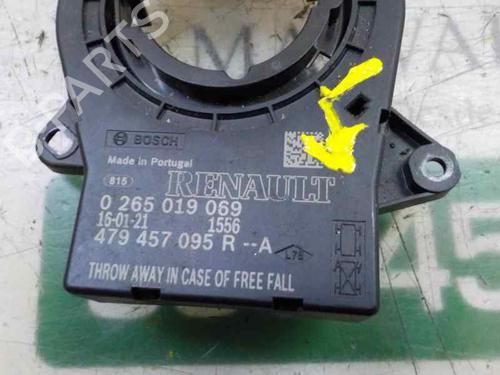 BOSCH
Made in Portugal
815
RENAULT
0 265 019 069
16-01-21 1556
479 457 095 R --A
L75
THROW AWAY IN CASE OF FREE FALL